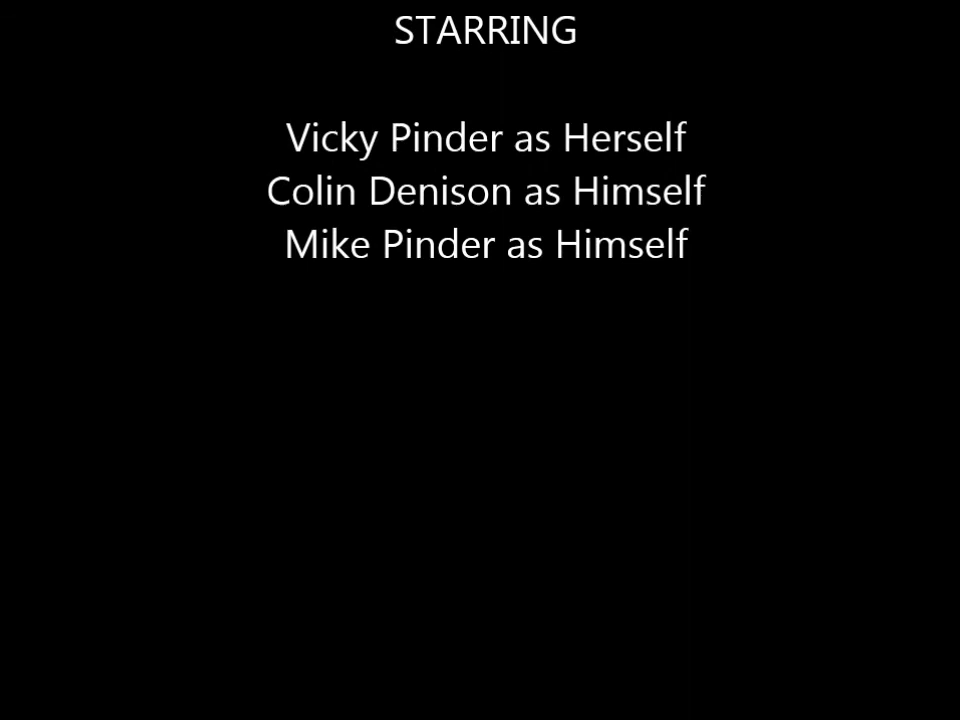 STARRING
Vicky Pinder as Herself
Colin Denison as Himself
Mike Pinder as Himself